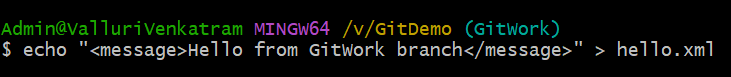 Admin@ValluriVenkatram MINGW64 /v/GitDemo (GitWork)
$ echo "<message>Hello from GitWork branch</message>" > hello.xml